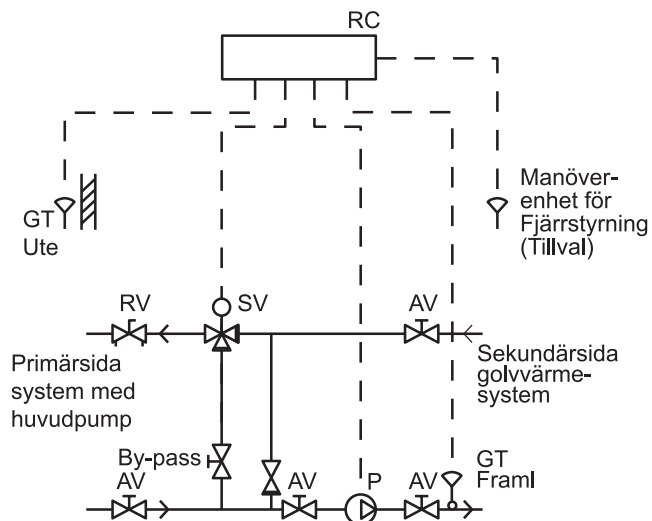 RC
GT
Ute
Manöver-
enhet för
Fjärrstyrning
(Tillval)
RV
SV
AV
Primärsida
system med
huvudpump
Sekundärsida
golvvärme-
system
By-pass
AV
AV
P
AV
GT
Framl